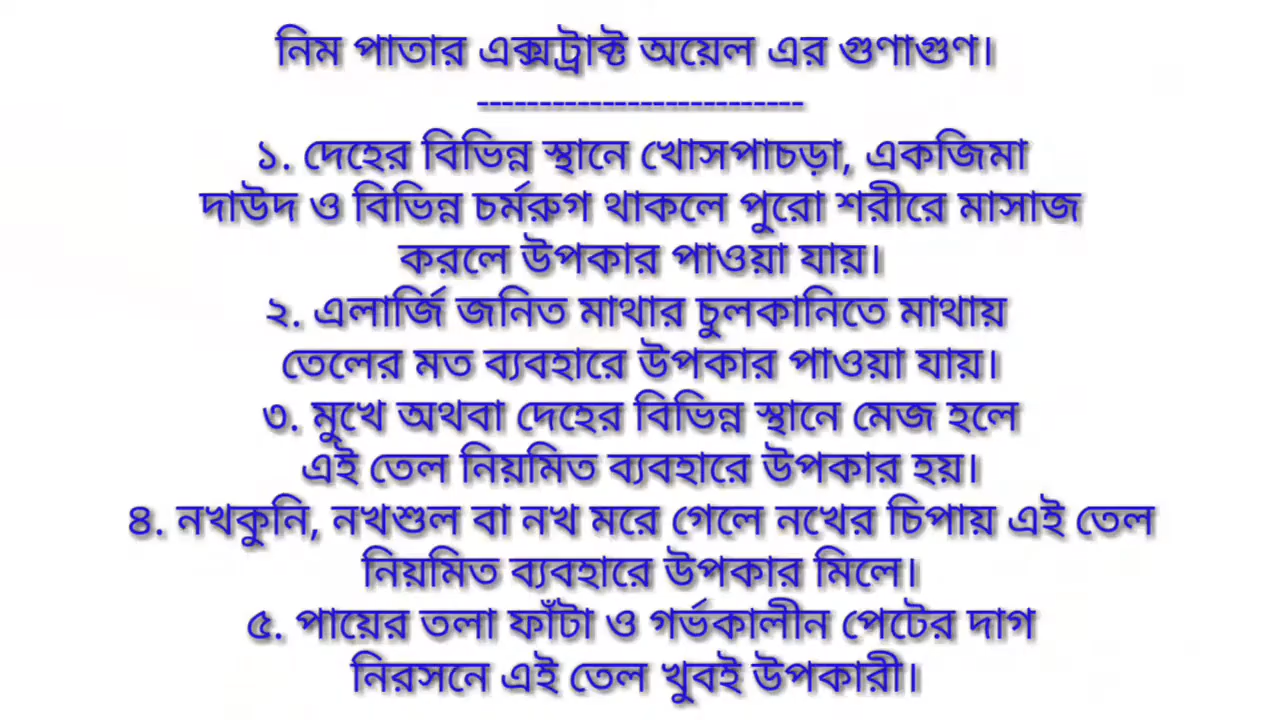 নিম পাতার এক্সট্রাক্ট অয়েল এর গুণাগুণ।
--------------------------
১. দেহের বিভিন্ন স্থানে খোসপাচড়া, একজিমা
দাউদ ও বিভিন্ন চর্মরুগ থাকলে পুরো শরীরে মাসাজ
করলে উপকার পাওয়া যায়।
২. এলার্জি জনিত মাথার চুলকানিতে মাথায়
তেলের মত ব্যবহারে উপকার পাওয়া যায়।
৩. মুখে অথবা দেহের বিভিন্ন স্থানে মেজ হলে
এই তেল নিয়মিত ব্যবহারে উপকার হয়।
৪. নখকুনি, নখশুল বা নখ মরে গেলে নখের চিপায় এই তেল
নিয়মিত ব্যবহারে উপকার মিলে।
৫. পায়ের তলা ফাঁটা ও গর্ভকালীন পেটের দাগ
নিরসনে এই তেল খুবই উপকারী।